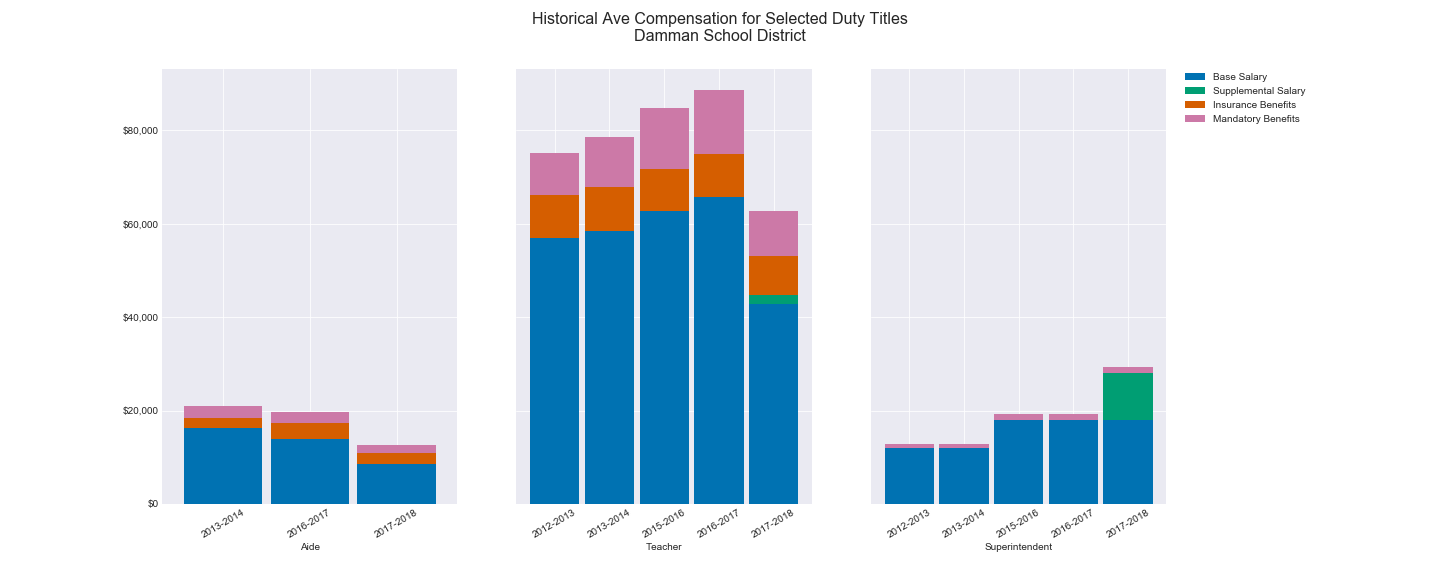 Historical Ave Compensation for Selected Duty Titles
Damman School District
Base Salary
Supplemental Salary
Insurance Benefits
Mandatory Benefits
$80,000
$60,000
$40,000
$20,000
$0
2013-2014 2016-2017 2017-2018
Aide
2012-2013 2013-2014 2015-2016 2016-2017 2017-2018
Teacher
2012-2013 2013-2014 2015-2016 2016-2017 2017-2018
Superintendent